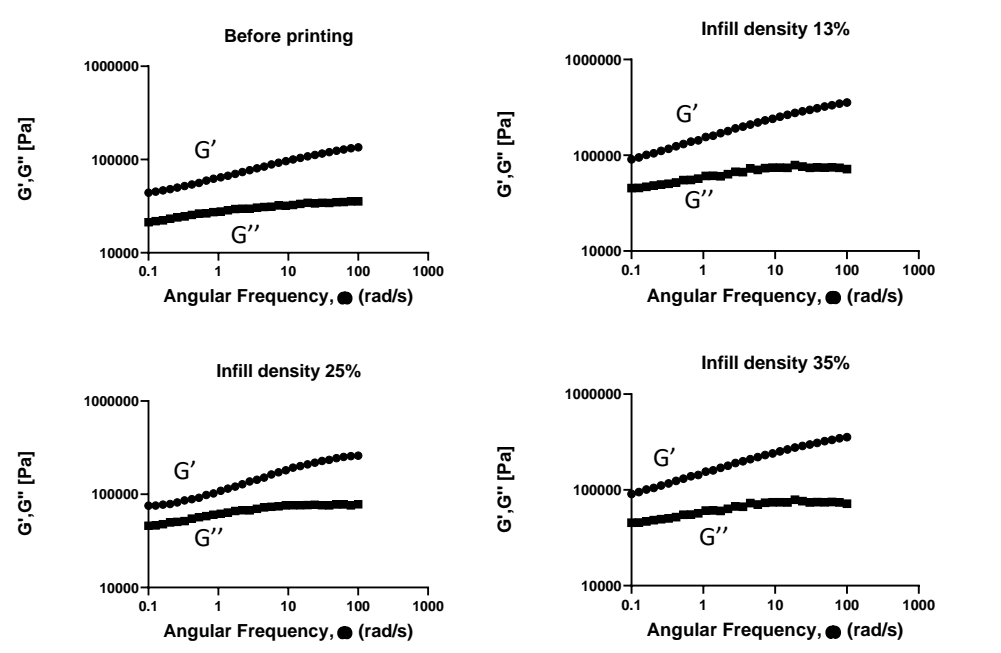 Before printing
1000000
100000
10000
G',G'' [Pa]
G’
G’’
0.1 1 10 100 1000
Angular Frequency, (rad/s)
Infill density 13%
1000000
100000
10000
G',G'' [Pa]
G’
G’’
0.1 1 10 100 1000
Angular Frequency, (rad/s)
Infill density 25%
1000000
100000
10000
G',G'' [Pa]
G’
G’’
0.1 1 10 100 1000
Angular Frequency, (rad/s)
Infill density 35%
1000000
100000
10000
G',G'' [Pa]
G’
G’’
0.1 1 10 100 1000
Angular Frequency, (rad/s)